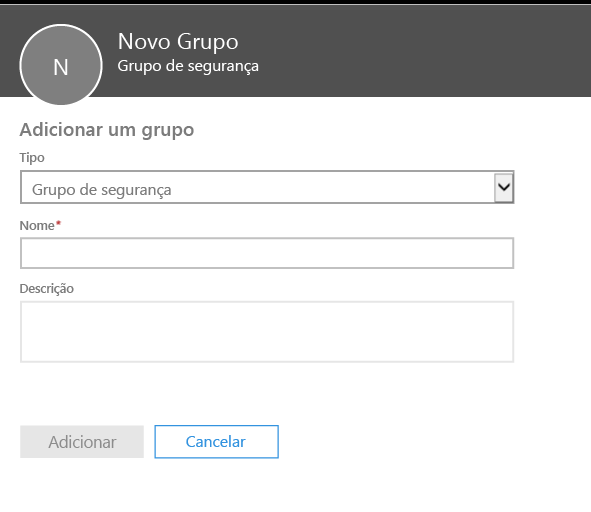 N
Novo Grupo
Grupo de segurança
Adicionar um grupo
Tipo
Grupo de segurança
Nome*
Descrição
Adicionar
Cancelar